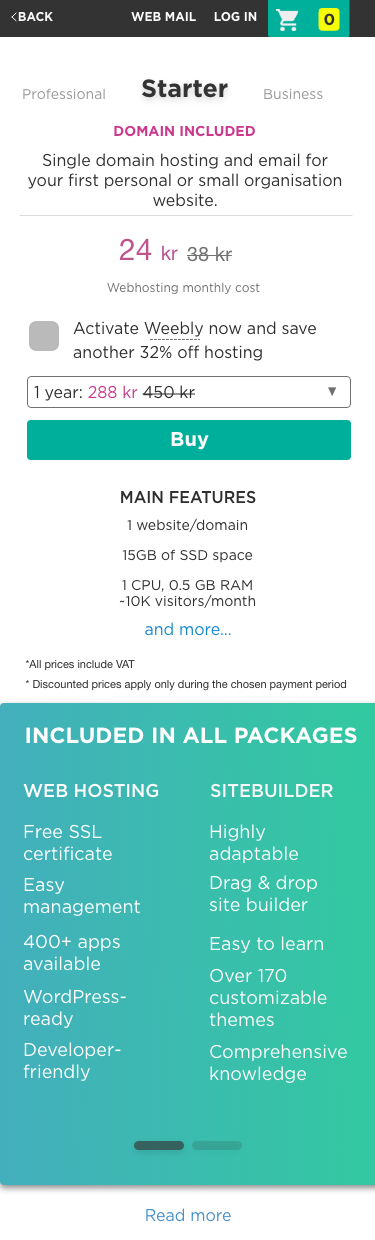 <BACK WEB MAIL LOG IN 0
Professional Starter Business
DOMAIN INCLUDED
Single domain hosting and email for
your first personal or small organisation
website.
24 kr 38 kr
Webhosting monthly cost
Activate Weebly now and save
another 32% off hosting
1 year: 288 kr 450 kr ▼
Buy
MAIN FEATURES
1 website/domain
15GB of SSD space
1 CPU, 0.5 GB RAM
~10K visitors/month
and more...
*All prices include VAT
* Discounted prices apply only during the chosen payment period
INCLUDED IN ALL PACKAGES
WEB HOSTING
Free SSL
certificate
Easy
management
400+ apps
available
WordPress-
ready
Developer-
friendly
SITEBUILDER
Highly
adaptable
Drag & drop
site builder
Easy to learn
Over 170
customizable
themes
Comprehensive
knowledge
Read more